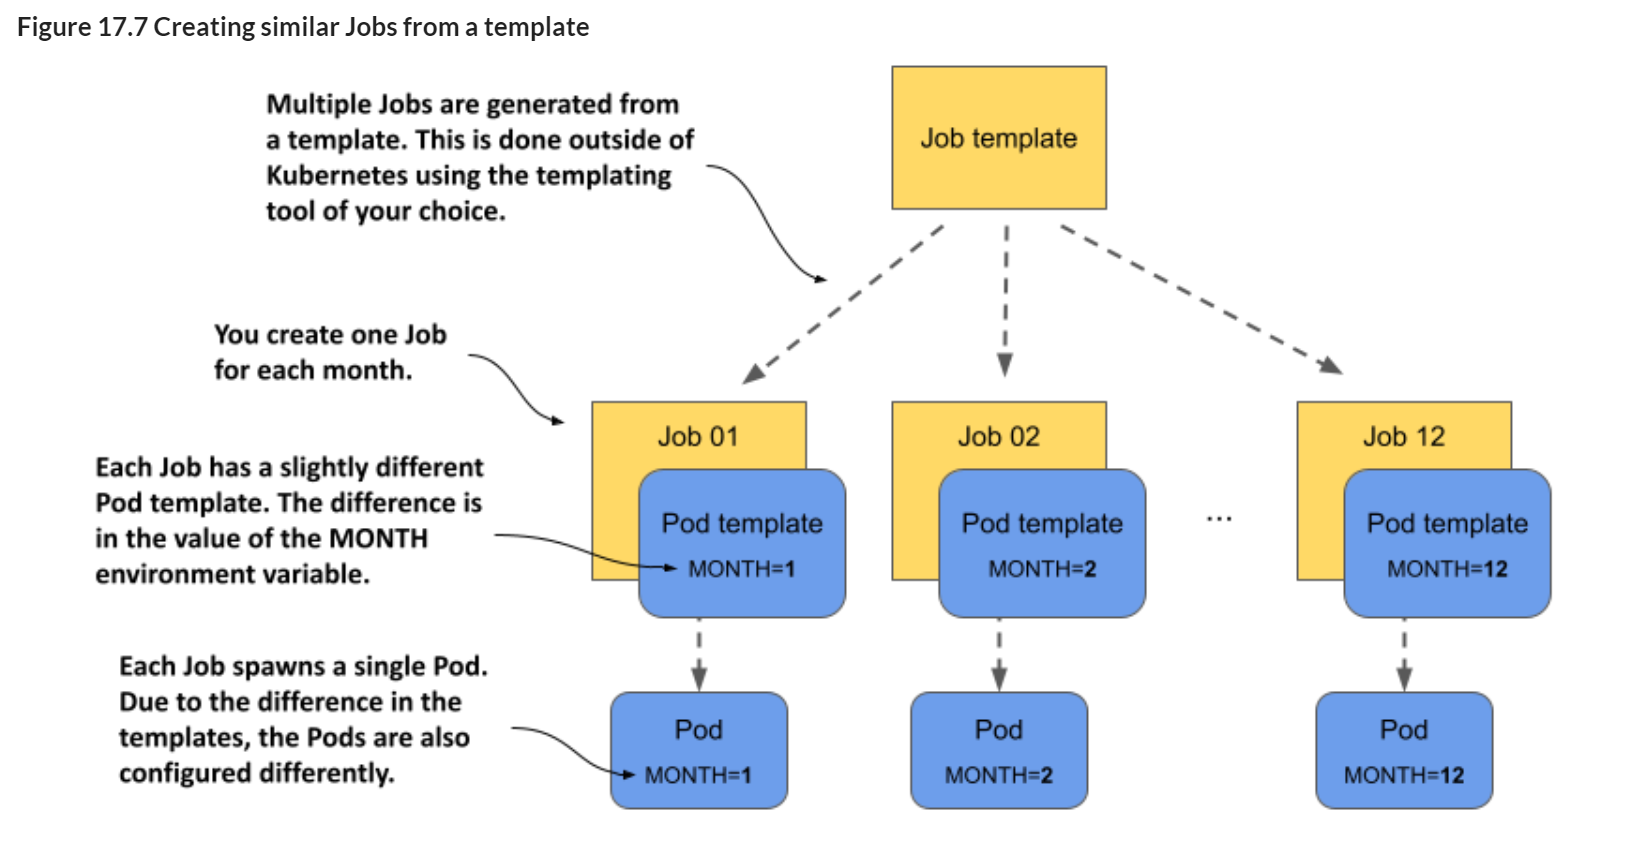 Figure 17.7 Creating similar Jobs from a template
Multiple Jobs are generated from
a template. This is done outside of
Kubernetes using the templating
tool of your choice.
Job template
You create one Job
for each month.
Job 01
Job 02
Job 12
Each Job has a slightly different
Pod template. The difference is
in the value of the MONTH
environment variable.
Pod template
MONTH=1
Pod template
MONTH=2
...
Pod template
MONTH=12
Each Job spawns a single Pod.
Due to the difference in the
templates, the Pods are also
configured differently.
Pod
MONTH=1
Pod
MONTH=2
Pod
MONTH=12